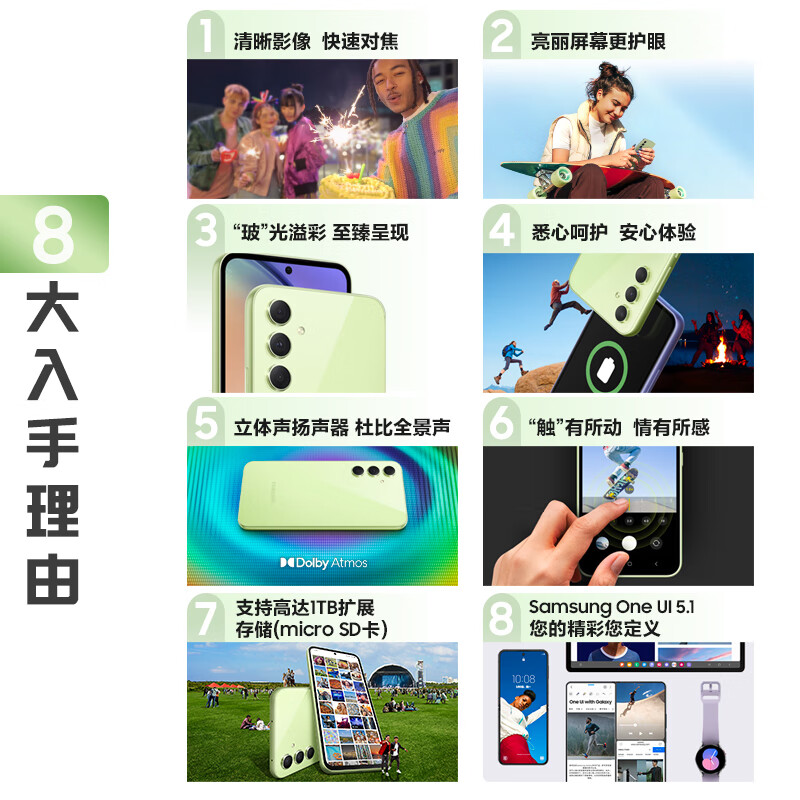 8
大入手理由
1 清晰影像 快速对焦
2 亮丽屏幕更护眼
3 “玻”光溢彩 至臻呈现
4 悉心呵护 安心体验
5 立体声扬声器 杜比全景声
Dolby Atmos
6 “触”有所动 情有所感
7 支持高达1TB扩展
存储(micro SD卡)
8 Samsung One UI 5.1
您的精彩您定义
10:08
One UI with Galaxy